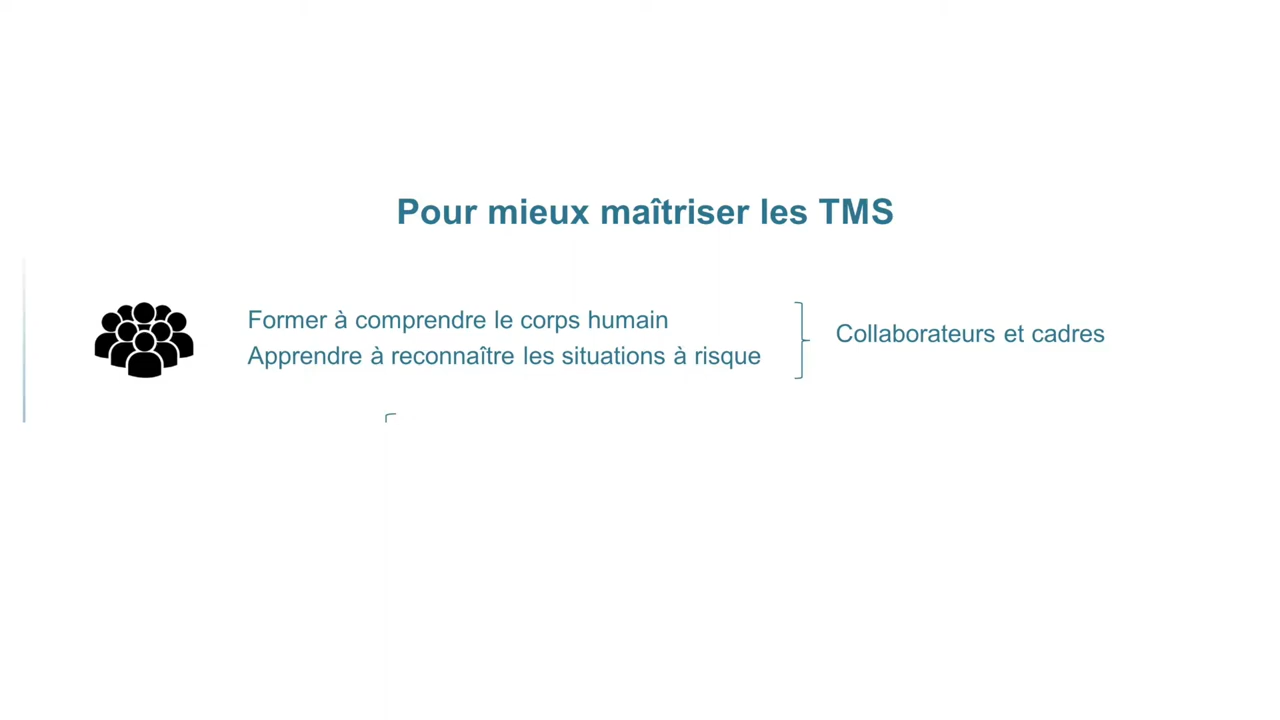 Pour mieux maîtriser les TMS
Former à comprendre le corps humain
Apprendre à reconnaître les situations à risque
Collaborateurs et cadres